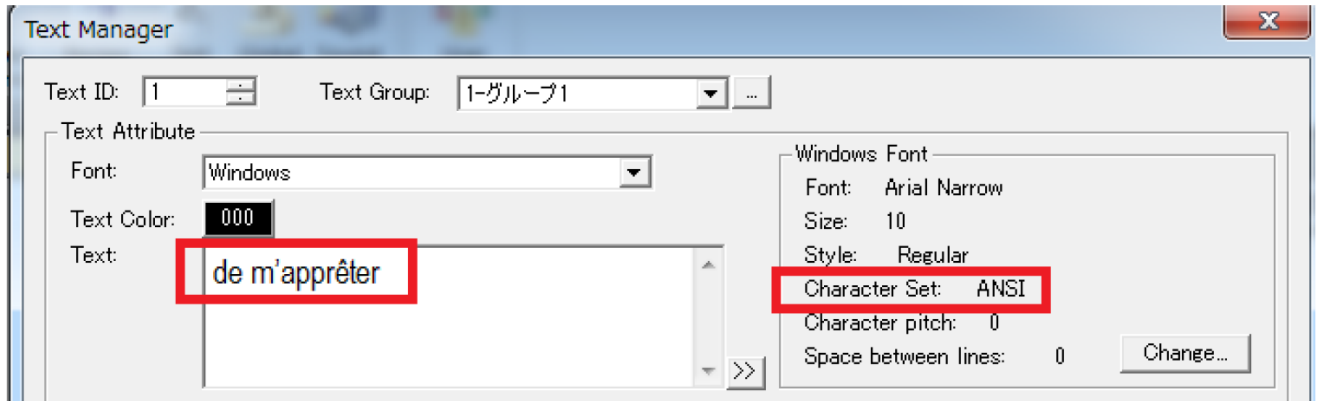 Text Manager
Text ID: 1 Text Group: 1-グループ1 ...
Text Attribute
Font: Windows
Text Color: 000
Text: de m’apprêter
>>
Windows Font
Font: Arial Narrow
Size: 10
Style: Regular
Character Set: ANSI
Character pitch: 0
Space between lines: 0 Change...